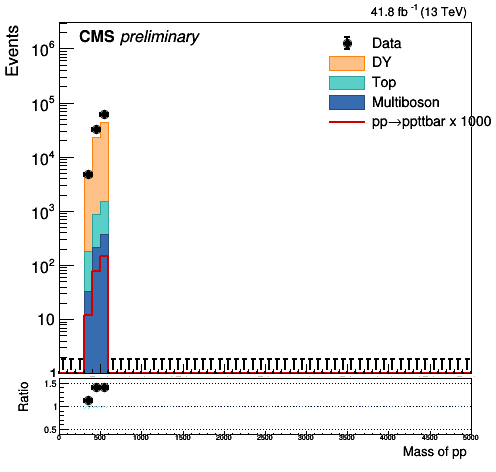 41.8 fb⁻¹ (13 TeV)
CMS preliminary
Events
10⁶
10⁵
10⁴
10³
10²
10
1
Data
DY
Top
Multiboson
pp→ppttbar x 1000
Ratio
1.5
1
0.5
0 500 1000 1500 2000 2500 3000 3500 4000 4500 5000
Mass of pp